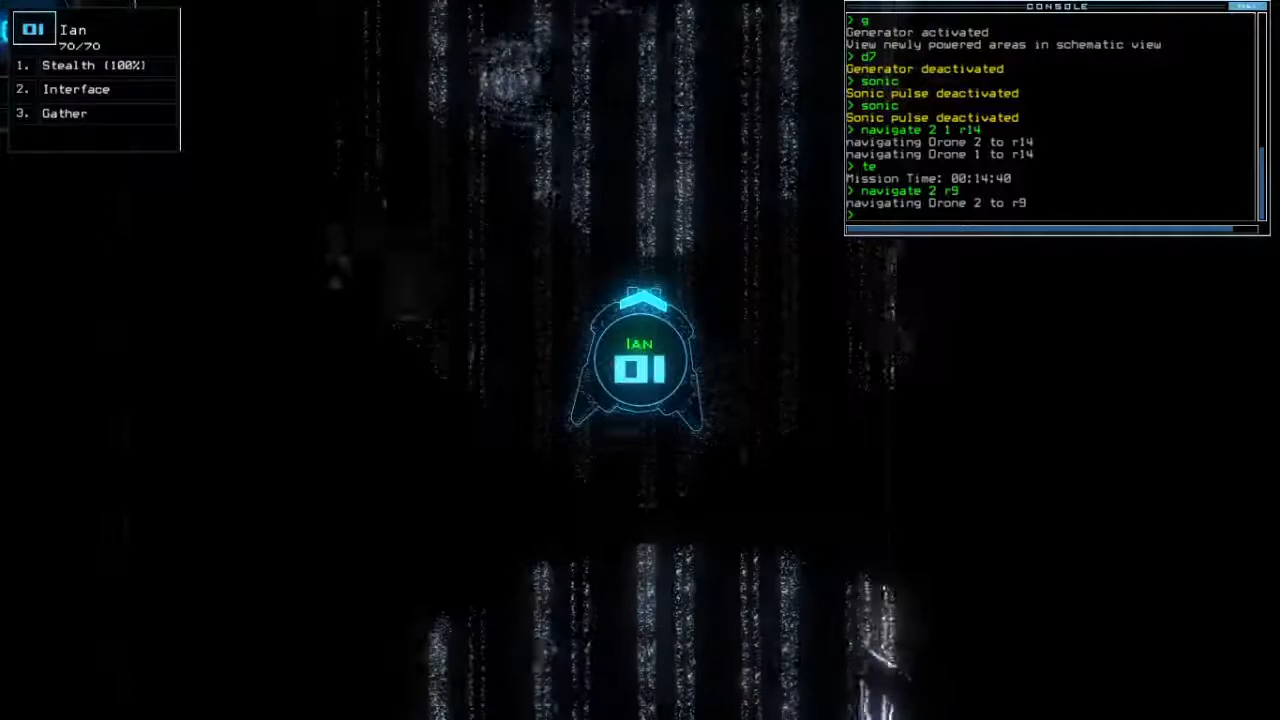 01 Ian
70/70
1. Stealth (100%)
2. Interface
3. Gather
CONSOLE
> g
Generator activated
View newly powered areas in schematic view
> d7
Generator deactivated
> sonic
Sonic pulse deactivated
> sonic
Sonic pulse deactivated
> navigate 2 1 r14
navigating Drone 2 to r14
navigating Drone 1 to r14
> te
Mission Time: 00:14:40
> navigate 2 r9
navigating Drone 2 to r9
>
IAN
01